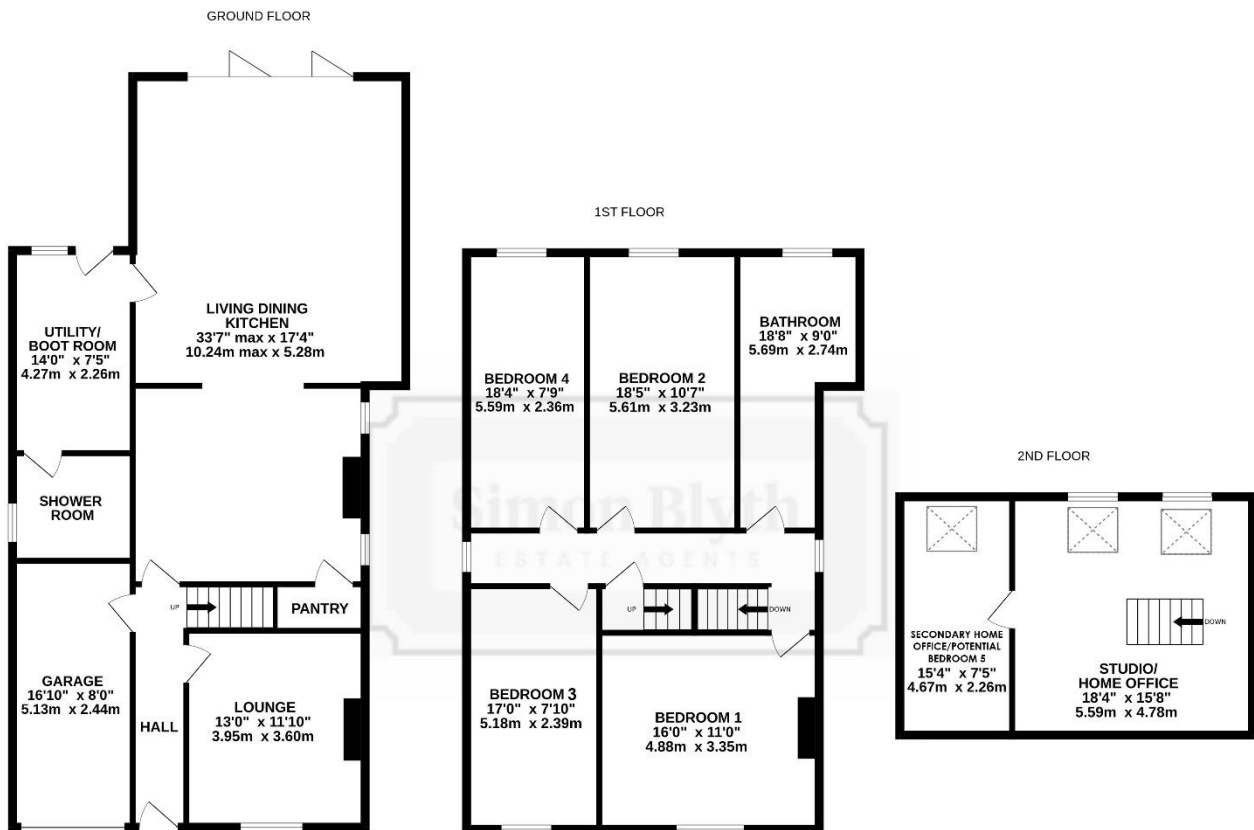 GROUND FLOOR
LIVING DINING
KITCHEN
33'7" max x 17'4"
10.24m max x 5.28m
UTILITY/
BOOT ROOM
14'0" x 7'5"
4.27m x 2.26m
SHOWER
ROOM
UP
PANTRY
GARAGE
16'10" x 8'0"
5.13m x 2.44m
HALL
LOUNGE
13'0" x 11'10"
3.95m x 3.60m
1ST FLOOR
BEDROOM 4
18'4" x 7'9"
5.59m x 2.36m
BEDROOM 2
18'5" x 10'7"
5.61m x 3.23m
BATHROOM
18'8" x 9'0"
5.69m x 2.74m
Simon Blyth
ESTATE AGENTS
UP
DOWN
BEDROOM 3
17'0" x 7'10"
5.18m x 2.39m
BEDROOM 1
16'0" x 11'0"
4.88m x 3.35m
2ND FLOOR
SECONDARY HOME
OFFICE/POTENTIAL
BEDROOM 5
15'4" x 7'5"
4.67m x 2.26m
DOWN
STUDIO/
HOME OFFICE
18'4" x 15'8"
5.59m x 4.78m